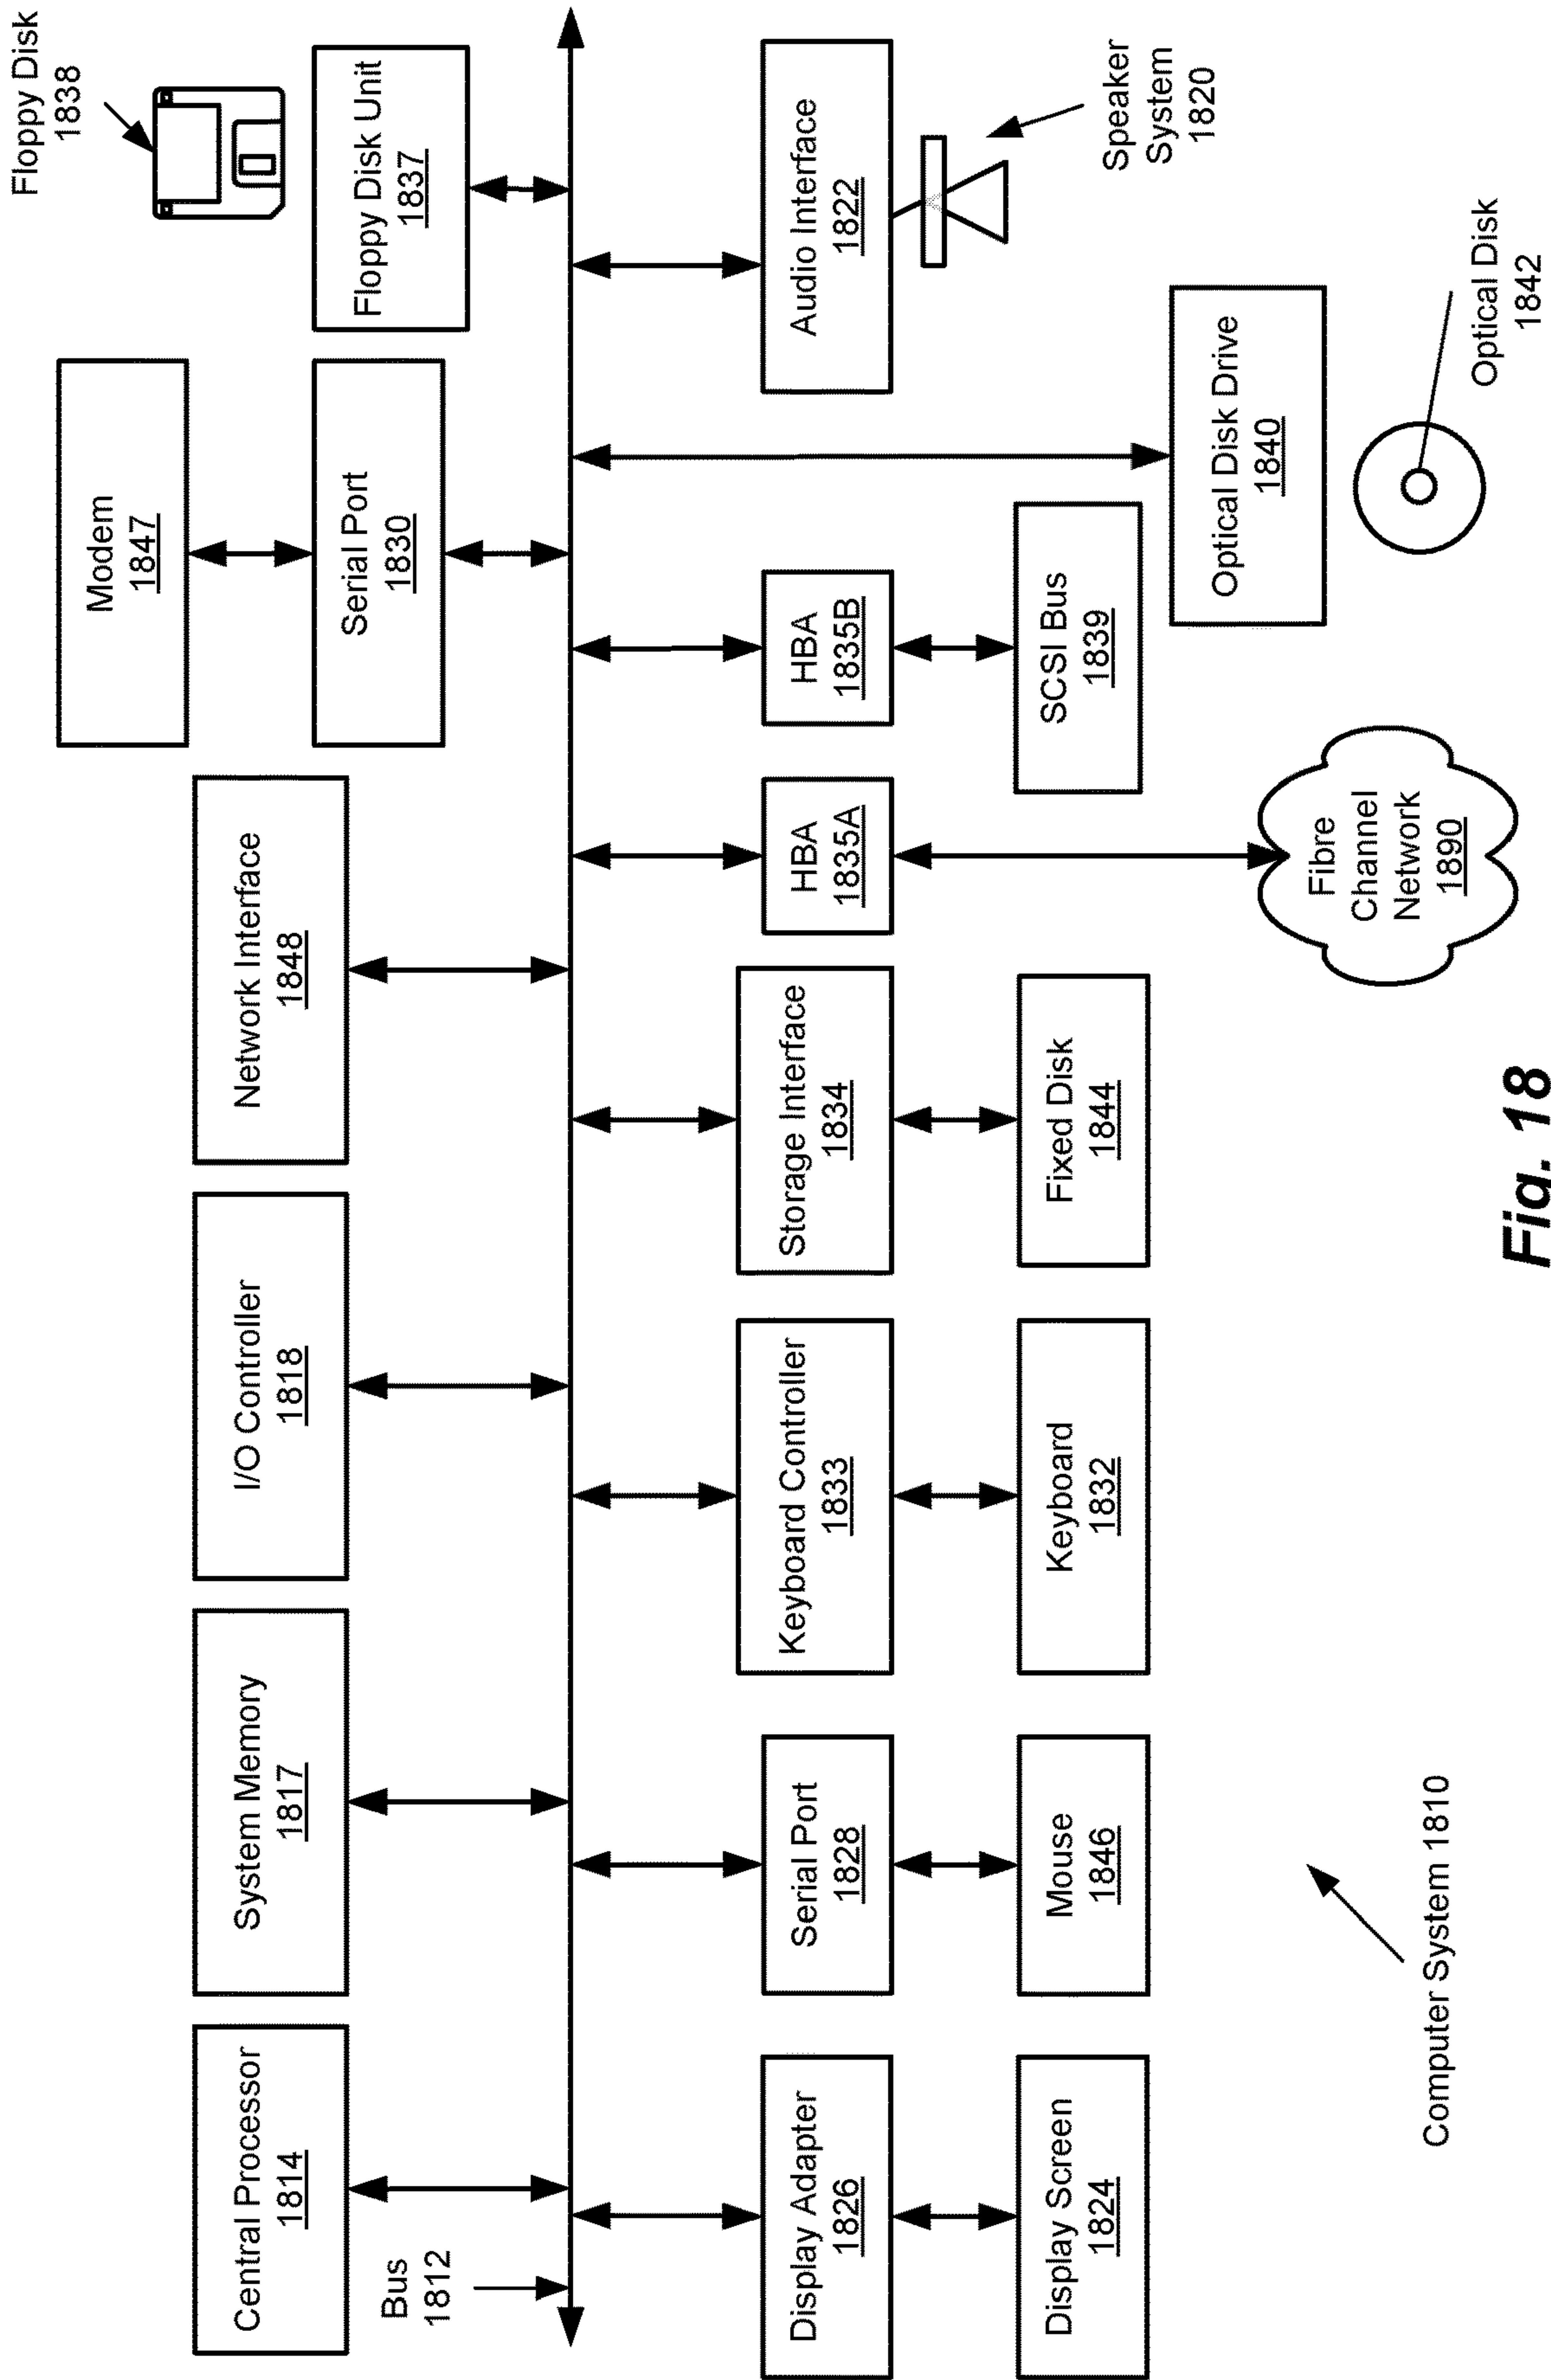 Central Processor
1814
System Memory
1817
I/O Controller
1818
Network Interface
1848
Modem
1847
Serial Port
1830
Floppy Disk
1838
Floppy Disk Unit
1837
Bus
1812
Display Adapter
1826
Display Screen
1824
Serial Port
1828
Mouse
1846
Keyboard Controller
1833
Keyboard
1832
Storage Interface
1834
Fixed Disk
1844
HBA
1835A
Fibre
Channel
Network
1890
HBA
1835B
SCSI Bus
1839
Optical Disk Drive
1840
Optical Disk
1842
Audio Interface
1822
Speaker
System
1820
Computer System 1810
Fig. 18